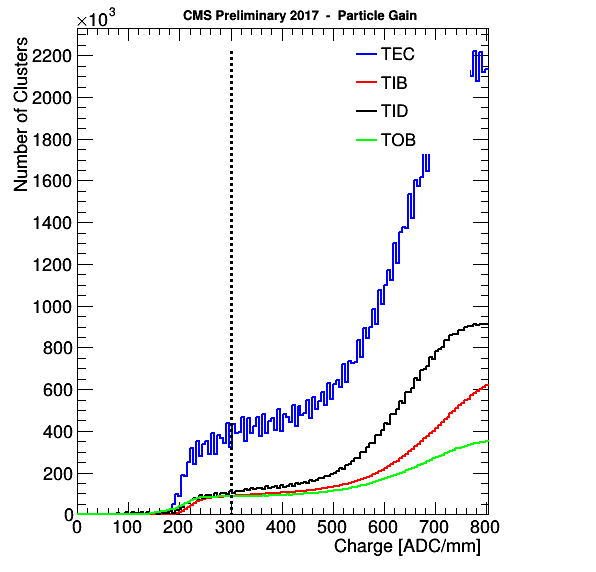 CMS Preliminary 2017 - Particle Gain
×10³
Number of Clusters
2200
2000
1800
1600
1400
1200
1000
800
600
400
200
0
TEC
TIB
TID
TOB
0 100 200 300 400 500 600 700 800
Charge [ADC/mm]